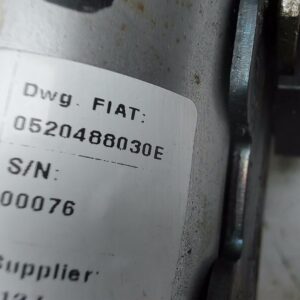 Dwg. FIAT:
0520488030E
S/N:
00076
Supplier